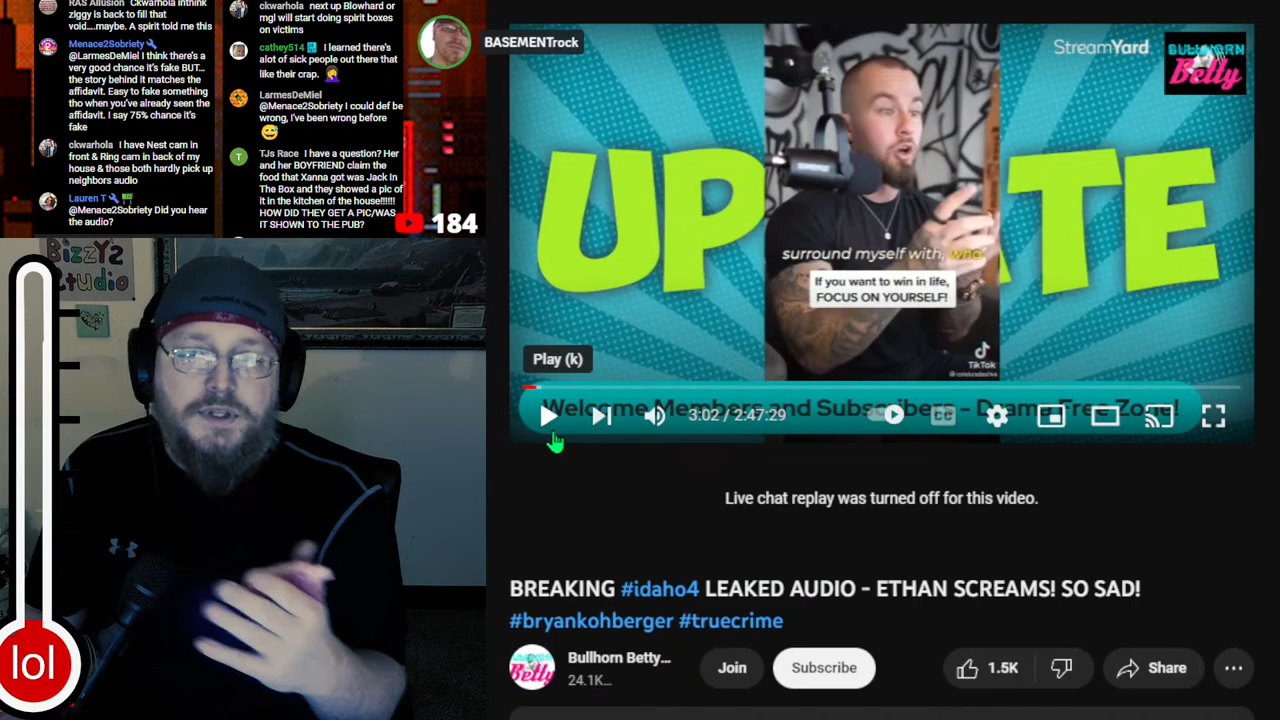 RAS Allusion Ckwarhola inthink
ziggy is back to fill that
void....maybe. A spirit told me this
Menace2Sobriety
@LarmesDeMiel I think there's a
very good chance it's fake BUT...
the story behind it matches the
affidavit. Easy to fake something
tho when you've already seen the
affidavit. I say 75% chance it's
fake
ckwarhola I have Nest cam in
front & Ring cam in back of my
house & those both hardly pick up
neighbors audio
Lauren T
@Menace2Sobriety Did you hear
the audio?
ckwarhola next up Blowhard or
mgl will start doing spirit boxes
on victims
cathey514 I learned there's
alot of sick people out there that
like their crap.
LarmesDeMiel
@Menace2Sobriety I could def be
wrong, I've been wrong before
TJs Race I have a question? Her
and her BOYFRIEND claim the
food that Xanna got was Jack In
The Box and they showed a pic of
it in the kitchen of the house!!!!!!
HOW DID THEY GET A PIC/WAS
IT SHOWN TO THE PUB?
184
BASEMENTrock
StreamYard
BULLHORN
Betty
UP
ATE
surround myself with, who
If you want to win in life,
FOCUS ON YOURSELF!
TikTok
Play (k)
Welcome Members and Subscribers - Drama Free Zone!
3:02 / 2:47:29
CC
BIZZY'S
Studio
lol
Live chat replay was turned off for this video.
BREAKING #idaho4 LEAKED AUDIO - ETHAN SCREAMS! SO SAD!
#bryankohberger #truecrime
BULLHORN
Betty
Bullhorn Betty...
24.1K...
Join
Subscribe
1.5K
Share